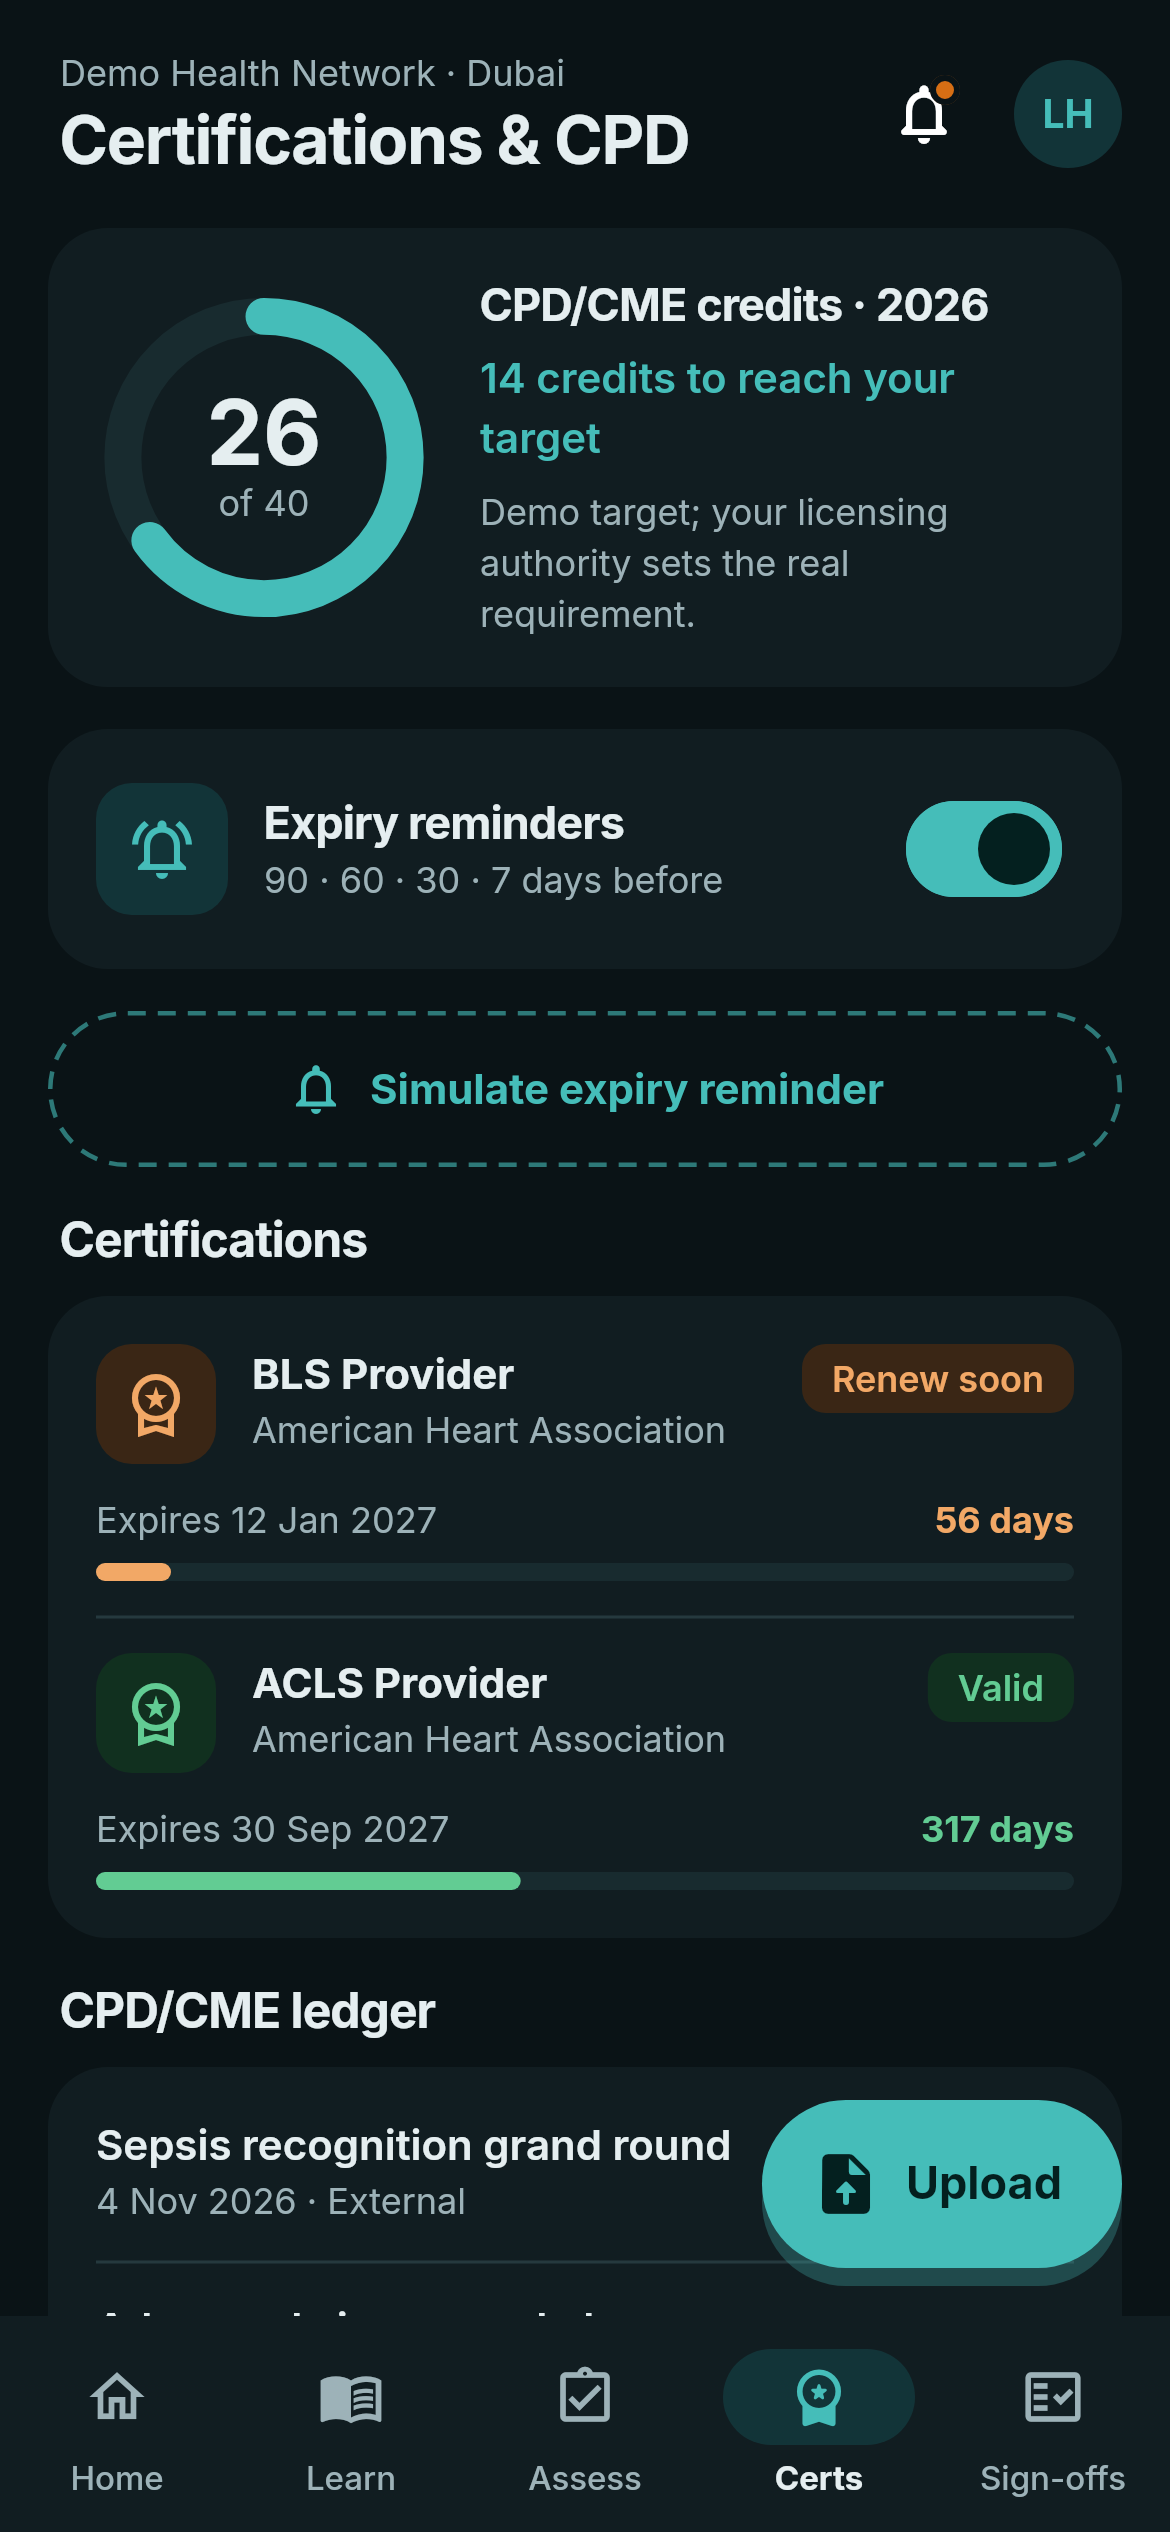 Demo Health Network · Dubai
Certifications & CPD
LH
26
of 40
CPD/CME credits · 2026
14 credits to reach your
target
Demo target; your licensing
authority sets the real
requirement.
Expiry reminders
90 · 60 · 30 · 7 days before
Simulate expiry reminder
Certifications
BLS Provider
Renew soon
American Heart Association
Expires 12 Jan 2027
56 days
ACLS Provider
Valid
American Heart Association
Expires 30 Sep 2027
317 days
CPD/CME ledger
Sepsis recognition grand round
4 Nov 2026 · External
Upload
Home
Learn
Assess
Certs
Sign-offs